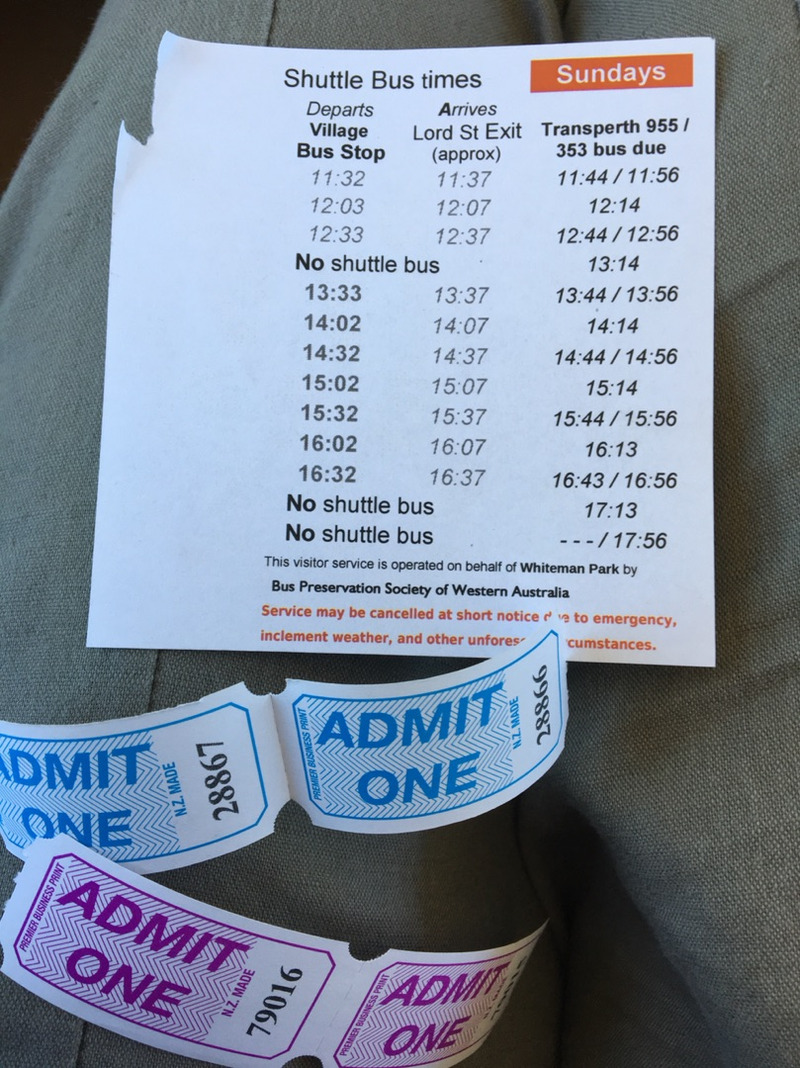 Shuttle Bus times Sundays
Departs Arrives
Village Lord St Exit Transperth 955 /
Bus Stop (approx) 353 bus due
11:32 11:37 11:44 / 11:56
12:03 12:07 12:14
12:33 12:37 12:44 / 12:56
No shuttle bus 13:14
13:33 13:37 13:44 / 13:56
14:02 14:07 14:14
14:32 14:37 14:44 / 14:56
15:02 15:07 15:14
15:32 15:37 15:44 / 15:56
16:02 16:07 16:13
16:32 16:37 16:43 / 16:56
No shuttle bus 17:13
No shuttle bus - - - / 17:56
This visitor service is operated on behalf of Whiteman Park by
Bus Preservation Society of Western Australia
Service may be cancelled at short notice to emergency,
inclement weather, and other
ADMIT
ONE
N.Z. MADE
28867
PREMIER BUSINESS PRINT
ADMIT
ONE
N.Z. MADE
28866
PREMIER BUSINESS PRINT
ADMIT
ONE
N.Z. MADE
79016
PREMIER BUSINESS PRINT
ADMIT
ONE